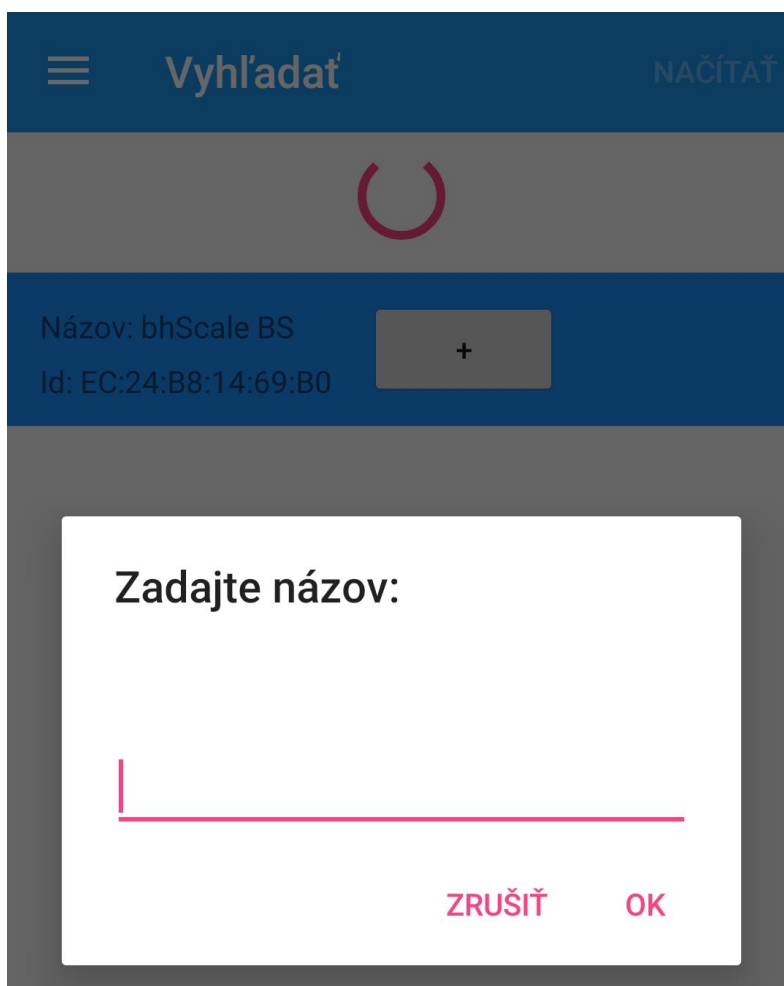 Vyhľadať
NAČÍTAŤ
Názov: bhScale BS
+
Id: EC:24:B8:14:69:B0
Zadajte názov:
ZRUŠIŤ
OK